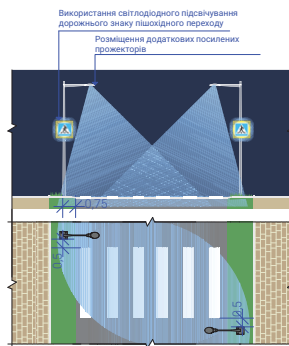 Використання світлодіодного підсвічування
дорожнього знаку пішохідного переходу
Розміщення додаткових посилених
прожекторів
0,75
0,5
0,5